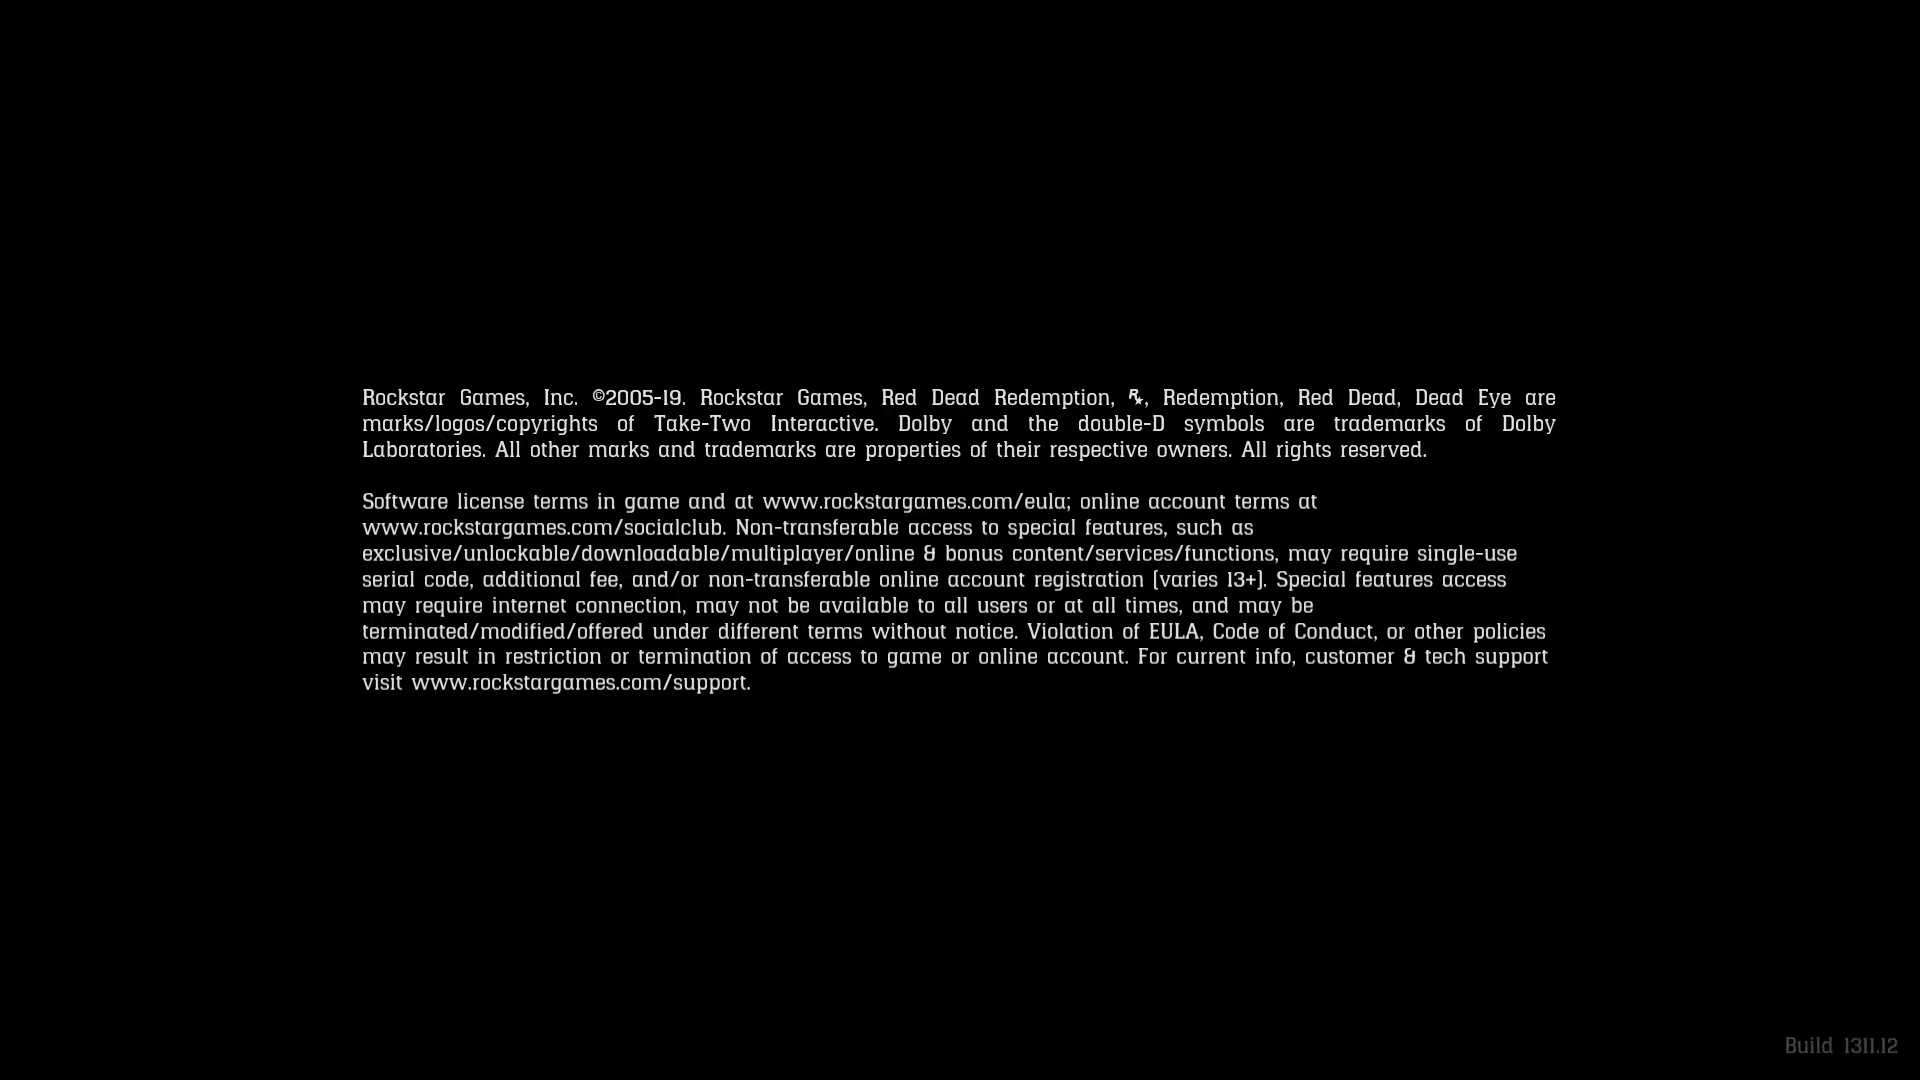 Rockstar Games, Inc. ©2005-19. Rockstar Games, Red Dead Redemption, R★, Redemption, Red Dead, Dead Eye are
marks/logos/copyrights of Take-Two Interactive. Dolby and the double-D symbols are trademarks of Dolby
Laboratories. All other marks and trademarks are properties of their respective owners. All rights reserved.
Software license terms in game and at www.rockstargames.com/eula; online account terms at
www.rockstargames.com/socialclub. Non-transferable access to special features, such as
exclusive/unlockable/downloadable/multiplayer/online & bonus content/services/functions, may require single-use
serial code, additional fee, and/or non-transferable online account registration (varies 13+). Special features access
may require internet connection, may not be available to all users or at all times, and may be
terminated/modified/offered under different terms without notice. Violation of EULA, Code of Conduct, or other policies
may result in restriction or termination of access to game or online account. For current info, customer & tech support
visit www.rockstargames.com/support.
Build 1311.12